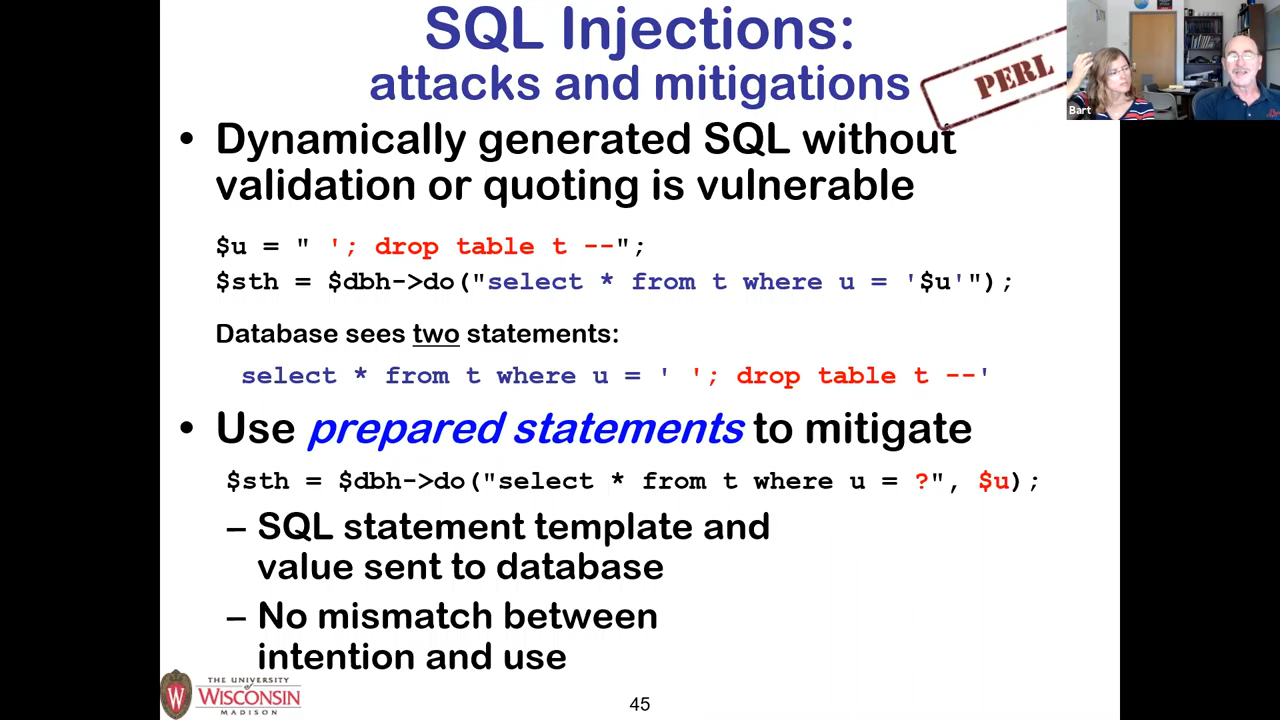 SQL Injections:
attacks and mitigations
PERL
Bart
• Dynamically generated SQL without
validation or quoting is vulnerable
$u = " '; drop table t --";
$sth = $dbh->do("select * from t where u = '$u'");
Database sees two statements:
select * from t where u = ' '; drop table t --'
• Use prepared statements to mitigate
$sth = $dbh->do("select * from t where u = ?", $u);
– SQL statement template and
value sent to database
– No mismatch between
intention and use
THE UNIVERSITY
of
WISCONSIN
MADISON
45